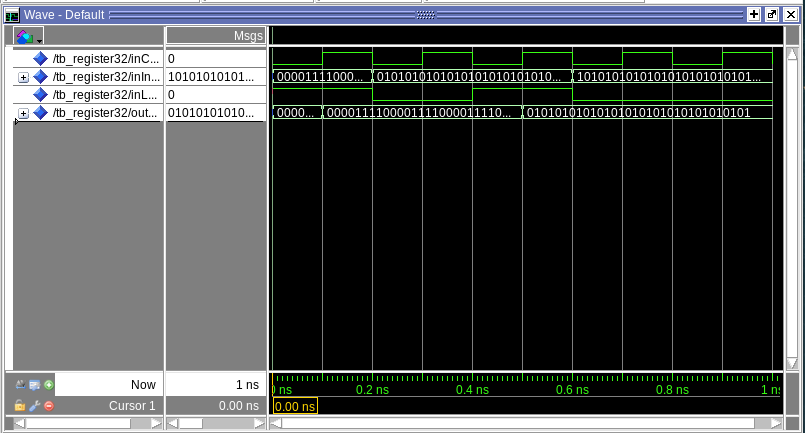 Wave - Default
Msgs
/tb_register32/inC... 0
/tb_register32/inIn... 10101010101... 00001111000... 0101010101010101010101010... 10101010101010101010101010101...
/tb_register32/inL... 0
/tb_register32/out... 01010101010... 0000... 0000111100001111000011110... 01010101010101010101010101010101
Now 1 ns
0 ns 0.2 ns 0.4 ns 0.6 ns 0.8 ns 1 ns
Cursor 1 0.00 ns
0.00 ns